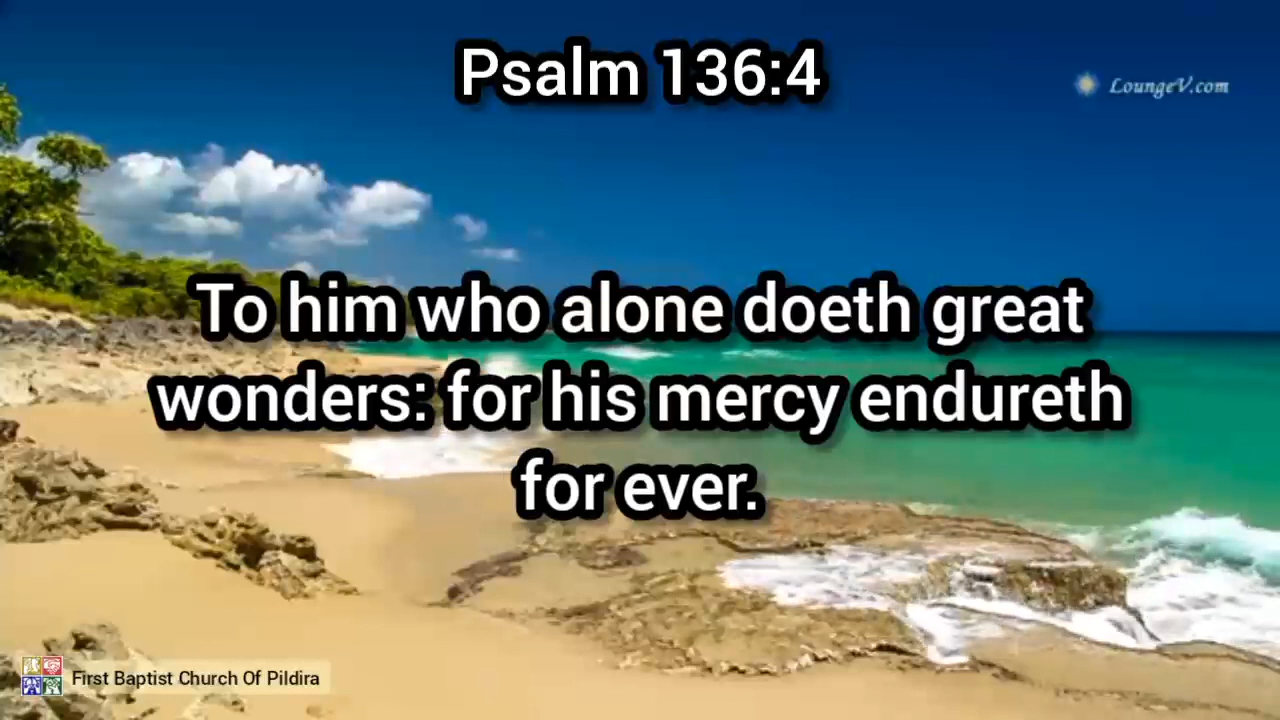 Psalm 136:4
LoungeV.com
To him who alone doeth great
wonders: for his mercy endureth
for ever.
First Baptist Church Of Pildira